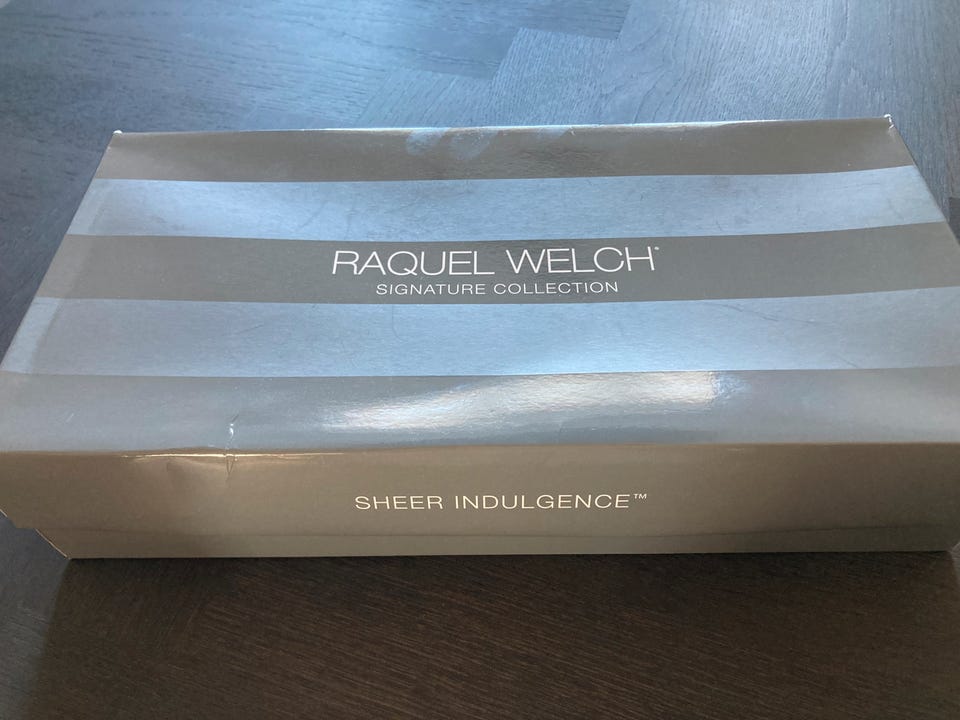 RAQUEL WELCH®
SIGNATURE COLLECTION
SHEER INDULGENCE™